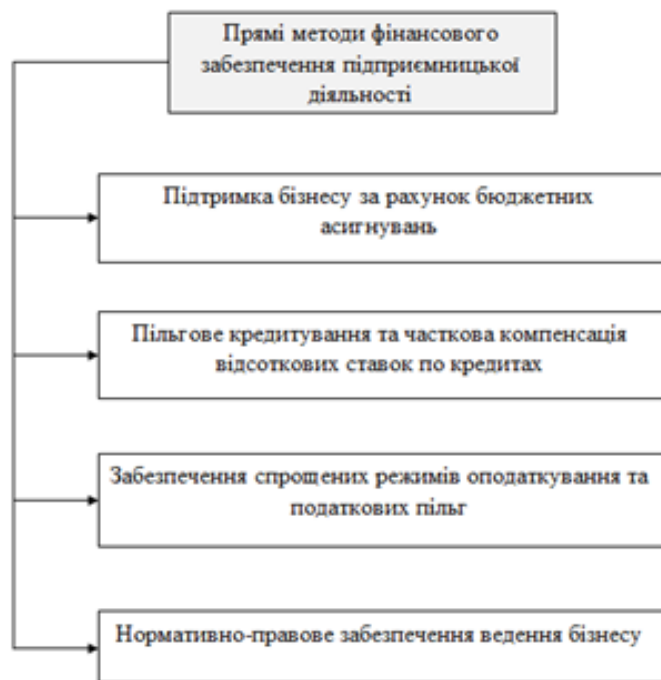 Прямі методи фінансового
забезпечення підприємницької
діяльності
Підтримка бізнесу за рахунок бюджетних
асигнувань
Пільгове кредитування та часткова компенсація
відсоткових ставок по кредитах
Забезпечення спрощених режимів оподаткування та
податкових пільг
Нормативно-правове забезпечення ведення бізнесу